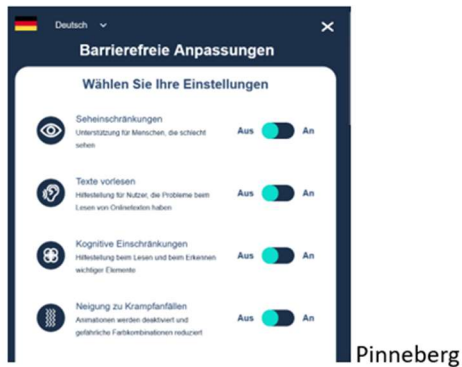 Deutsch
Barrierefreie Anpassungen
Wählen Sie Ihre Einstellungen
Seheinschränkungen
Unterstützung für Menschen, die schlecht
sehen
Aus An
Texte vorlesen
Hilfestellung für Nutzer, die Probleme beim
Lesen von Onlinetexten haben
Aus An
Kognitive Einschränkungen
Hilfestellung beim Lesen und beim Erkennen
wichtiger Elemente
Aus An
Neigung zu Krampfanfällen
Animationen werden deaktiviert und
gefährliche Farbkombinationen reduziert
Aus An
Pinneberg